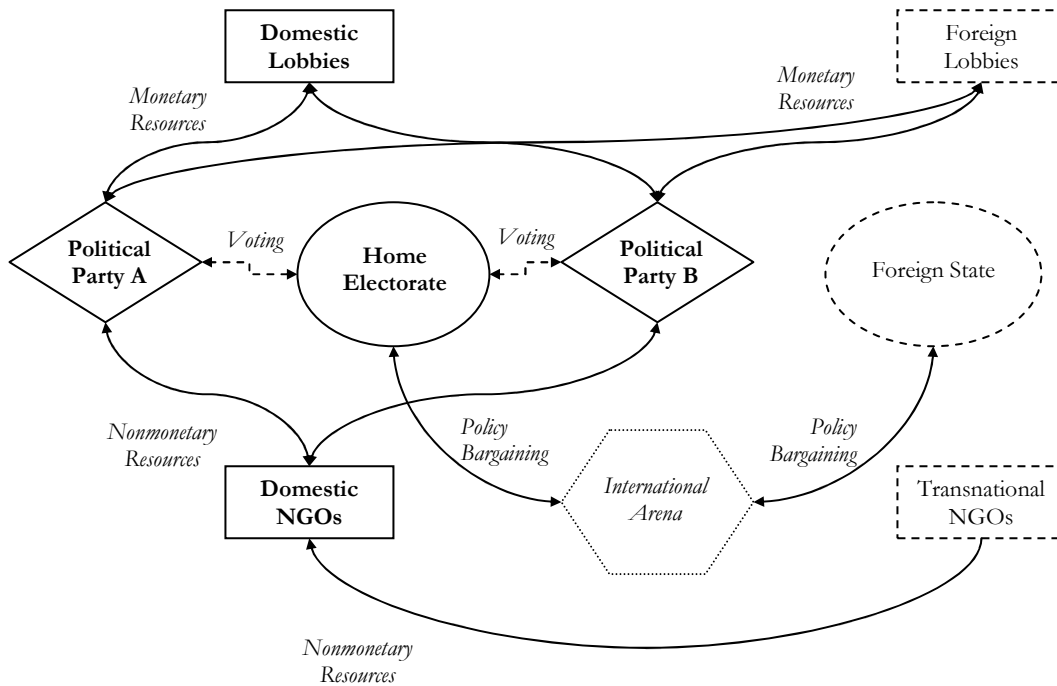 Domestic
Lobbies
Foreign
Lobbies
Monetary
Resources
Monetary
Resources
Political
Party A
Voting
Home
Electorate
Voting
Political
Party B
Foreign State
Nonmonetary
Resources
Policy
Bargaining
Policy
Bargaining
Domestic
NGOs
International
Arena
Transnational
NGOs
Nonmonetary
Resources